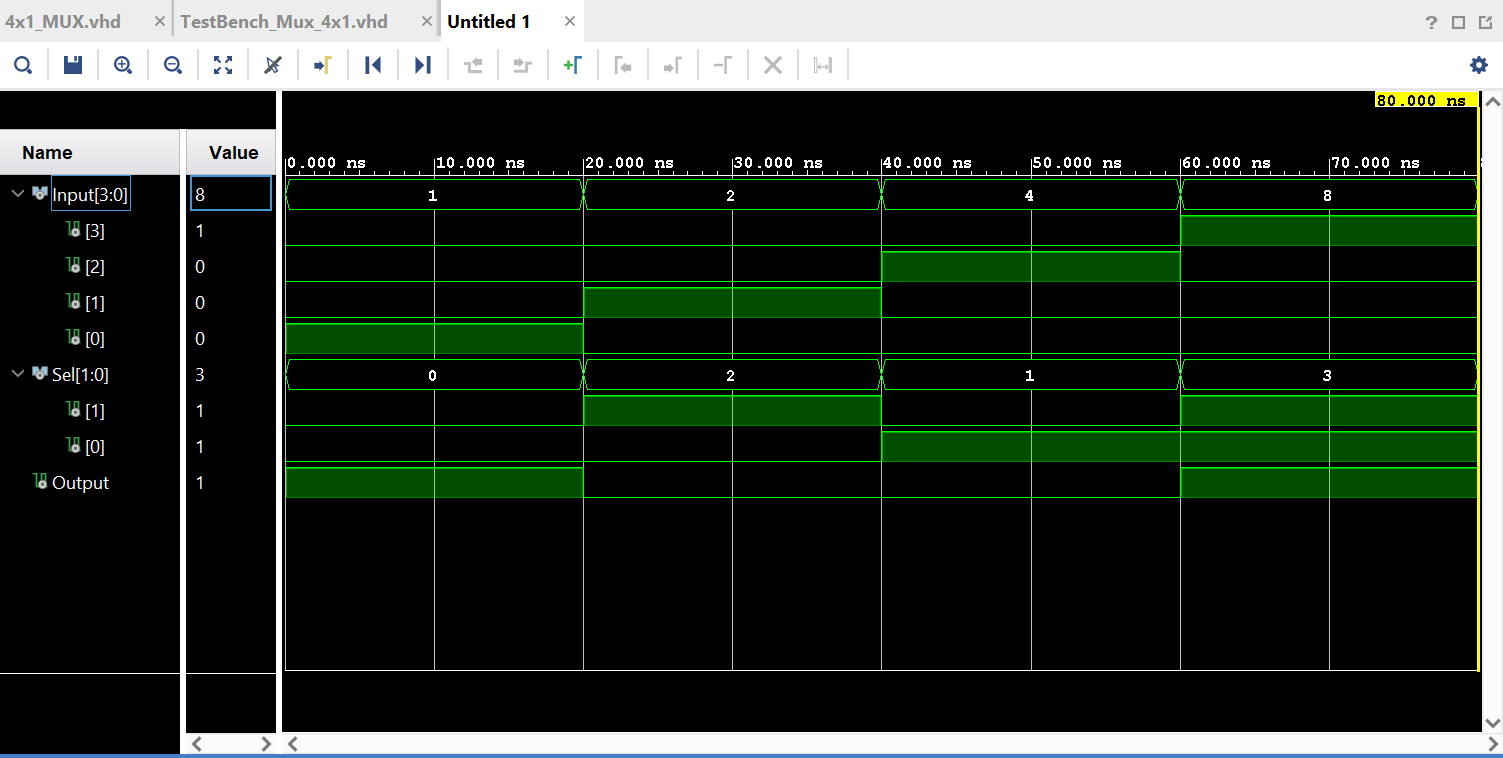 4x1_MUX.vhd TestBench_Mux_4x1.vhd Untitled 1
80.000 ns
Name Value
0.000 ns 10.000 ns 20.000 ns 30.000 ns 40.000 ns 50.000 ns 60.000 ns 70.000 ns
Input[3:0] 8 1 2 4 8
[3] 1
[2] 0
[1] 0
[0] 0
Sel[1:0] 3 0 2 1 3
[1] 1
[0] 1
Output 1